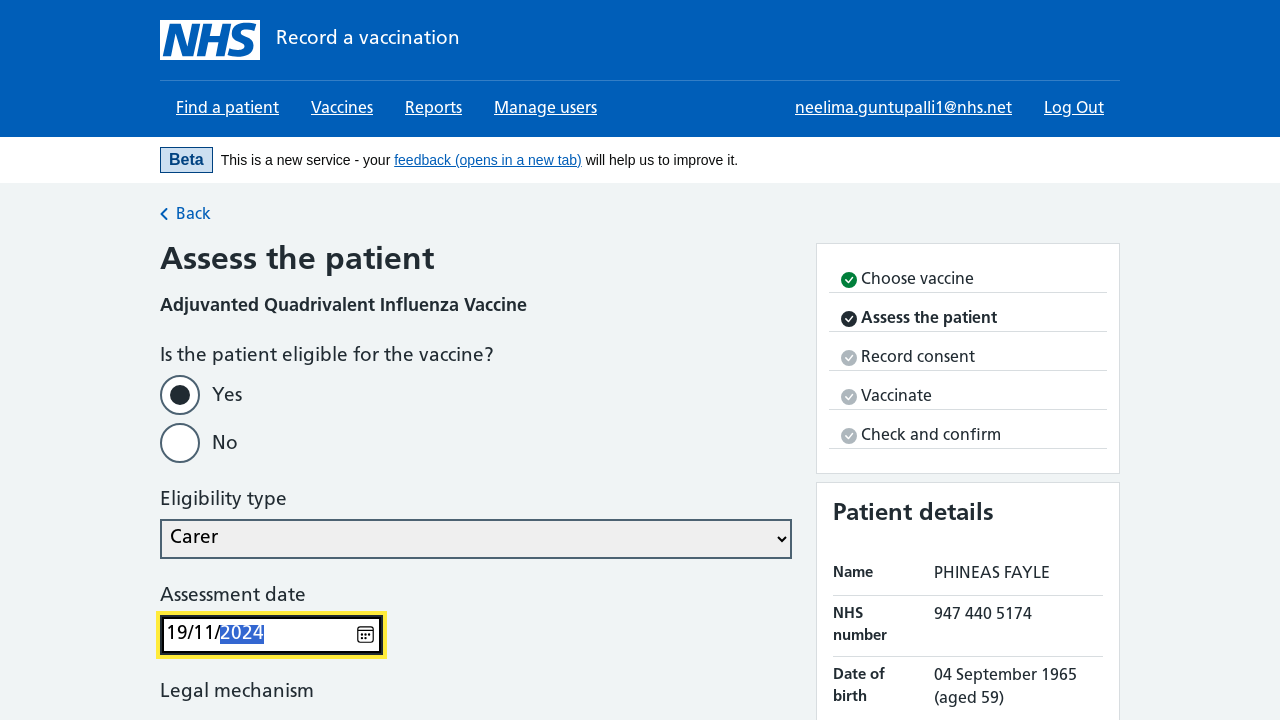 NHS Record a vaccination
Find a patient Vaccines Reports Manage users neelima.guntupalli1@nhs.net Log Out
Beta This is a new service - your feedback (opens in a new tab) will help us to improve it.
Back
Assess the patient
Adjuvanted Quadrivalent Influenza Vaccine
Is the patient eligible for the vaccine?
Yes
No
Eligibility type
Carer
Assessment date
19/11/2024
Legal mechanism
Choose vaccine
Assess the patient
Record consent
Vaccinate
Check and confirm
Patient details
Name PHINEAS FAYLE
NHS number 947 440 5174
Date of birth 04 September 1965 (aged 59)